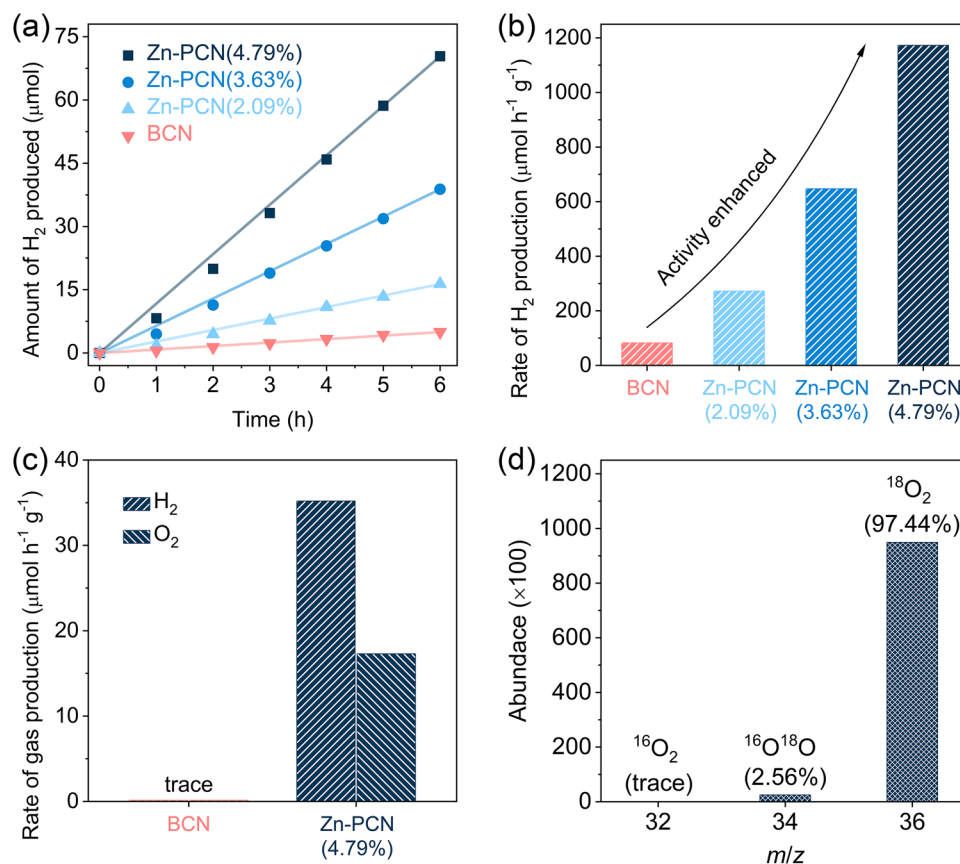 (a)
Amount of H₂ produced (μmol)
75
60
45
30
15
0
Zn-PCN(4.79%)
Zn-PCN(3.63%)
Zn-PCN(2.09%)
BCN
0 1 2 3 4 5 6
Time (h)
(b)
Rate of H₂ production (μmol h⁻¹ g⁻¹)
1200
1000
800
600
400
200
0
Activity enhanced
BCN
Zn-PCN
(2.09%)
Zn-PCN
(3.63%)
Zn-PCN
(4.79%)
(c)
Rate of gas production (μmol h⁻¹ g⁻¹)
40
30
20
10
0
H₂
O₂
trace
BCN
Zn-PCN
(4.79%)
(d)
Abundace (×100)
1200
1000
800
600
400
200
0
¹⁶O₂
(trace)
¹⁶O¹⁸O
(2.56%)
¹⁸O₂
(97.44%)
32 34 36
m/z